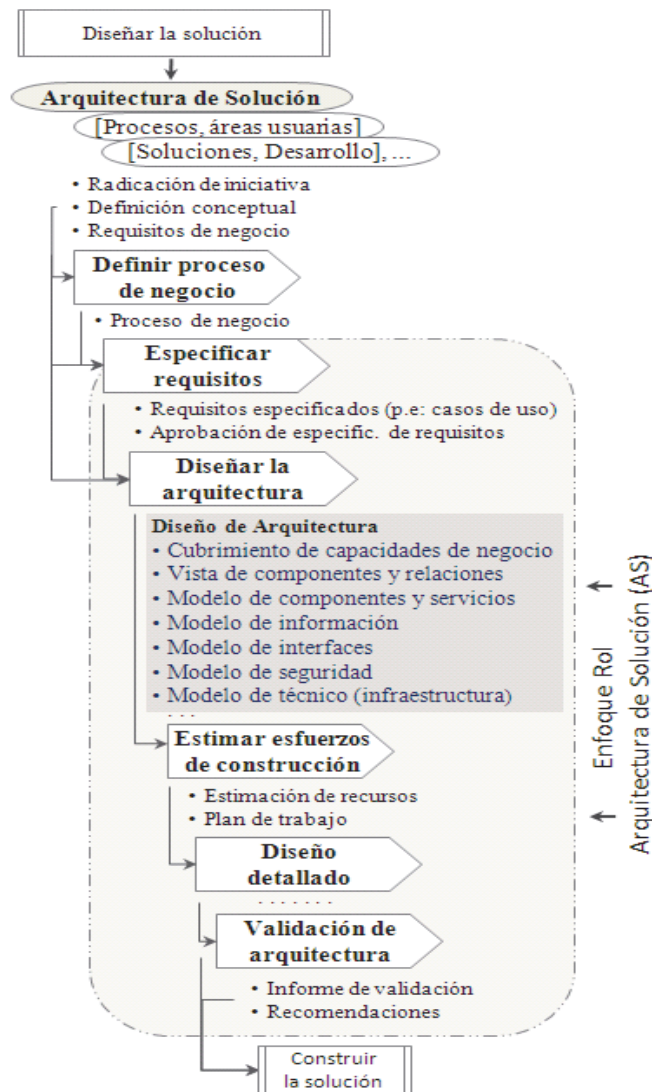 Diseñar la solución
Arquitectura de Solución
[Procesos, áreas usuarias]
[Soluciones, Desarrollo], ...
• Radicación de iniciativa
• Definición conceptual
• Requisitos de negocio
Definir proceso
de negocio
• Proceso de negocio
Especificar
requisitos
• Requisitos especificados (p.e: casos de uso)
• Aprobación de especific. de requisitos
Diseñar la
arquitectura
Diseño de Arquitectura
• Cubrimiento de capacidades de negocio
• Vista de componentes y relaciones
• Modelo de componentes y servicios
• Modelo de información
• Modelo de interfaces
• Modelo de seguridad
• Modelo de técnico (infraestructura)
. . .
Estimar esfuerzos
de construcción
• Estimación de recursos
• Plan de trabajo
Diseño
detallado
. . . . . . .
Validación de
arquitectura
• Informe de validación
• Recomendaciones
Construir
la solución
Enfoque Rol
Arquitectura de Solución (AS)